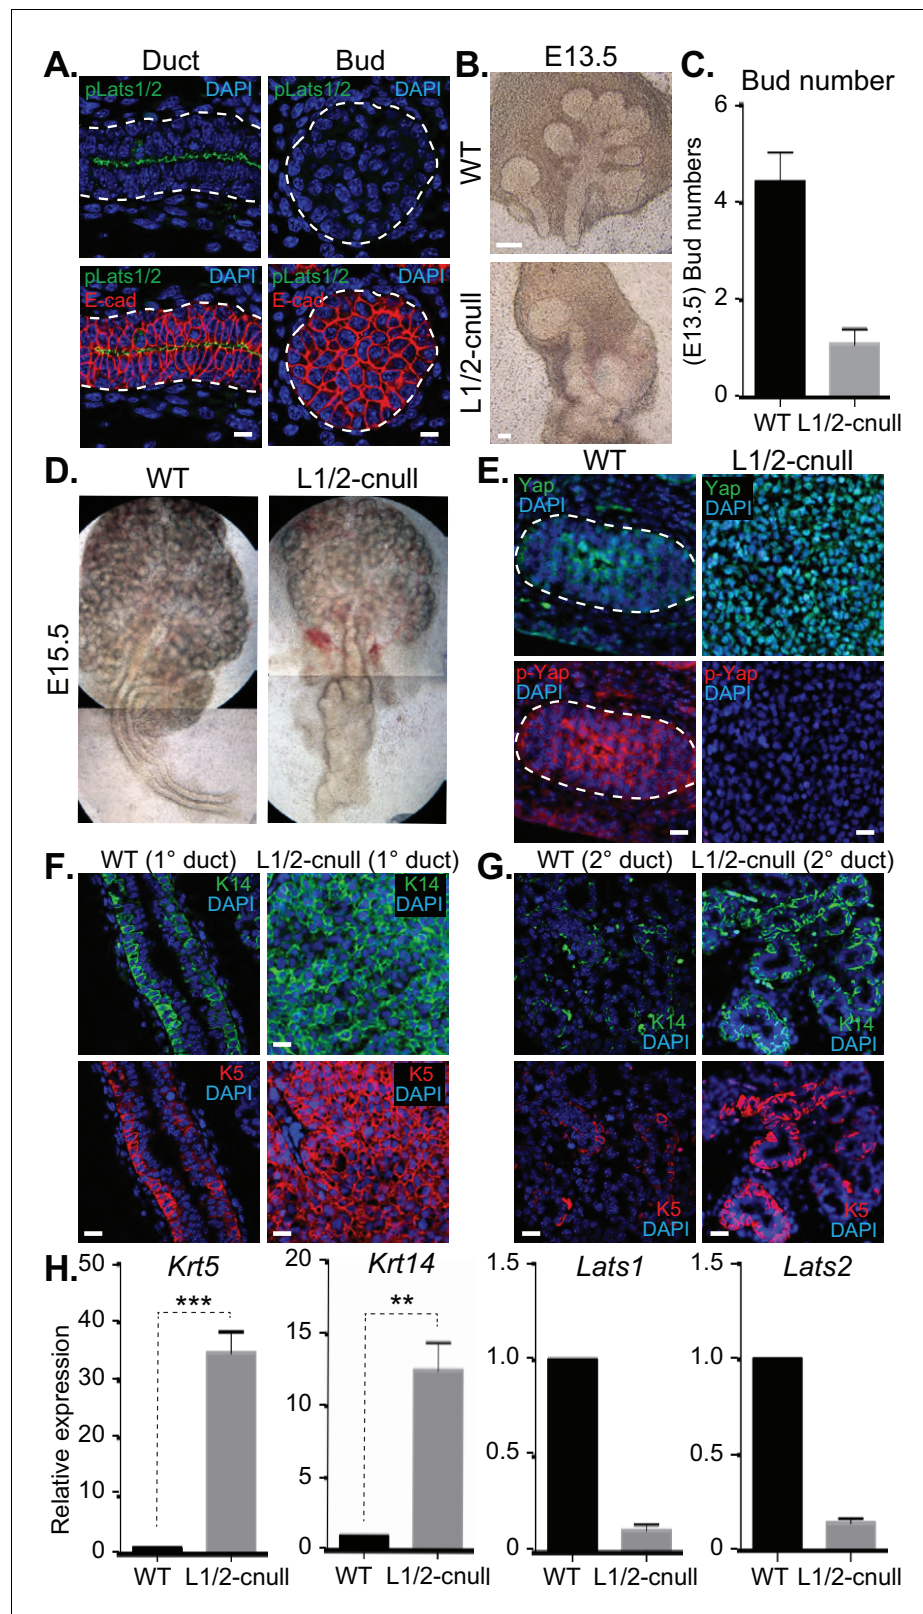 A.
Duct
Bud
pLats1/2 DAPI
pLats1/2 DAPI
pLats1/2 DAPI
E-cad
pLats1/2 DAPI
E-cad
B.
E13.5
WT
L1/2-cnull
C.
Bud number
(E13.5) Bud numbers
6
4
2
0
WT L1/2-cnull
D.
WT
L1/2-cnull
E15.5
E.
WT
L1/2-cnull
Yap
DAPI
Yap
DAPI
p-Yap
DAPI
p-Yap
DAPI
F.
WT (1° duct)
L1/2-cnull (1° duct)
K14
DAPI
K14
DAPI
K5
DAPI
K5
DAPI
G.
WT (2° duct)
L1/2-cnull (2° duct)
K14
DAPI
K14
DAPI
K5
DAPI
K5
DAPI
H.
Relative expression
Krt5
50
40
30
20
10
0
***
WT L1/2-cnull
Krt14
20
15
10
5
0
**
WT L1/2-cnull
Lats1
1.5
1.0
0.5
0
WT L1/2-cnull
Lats2
1.5
1.0
0.5
0
WT L1/2-cnull